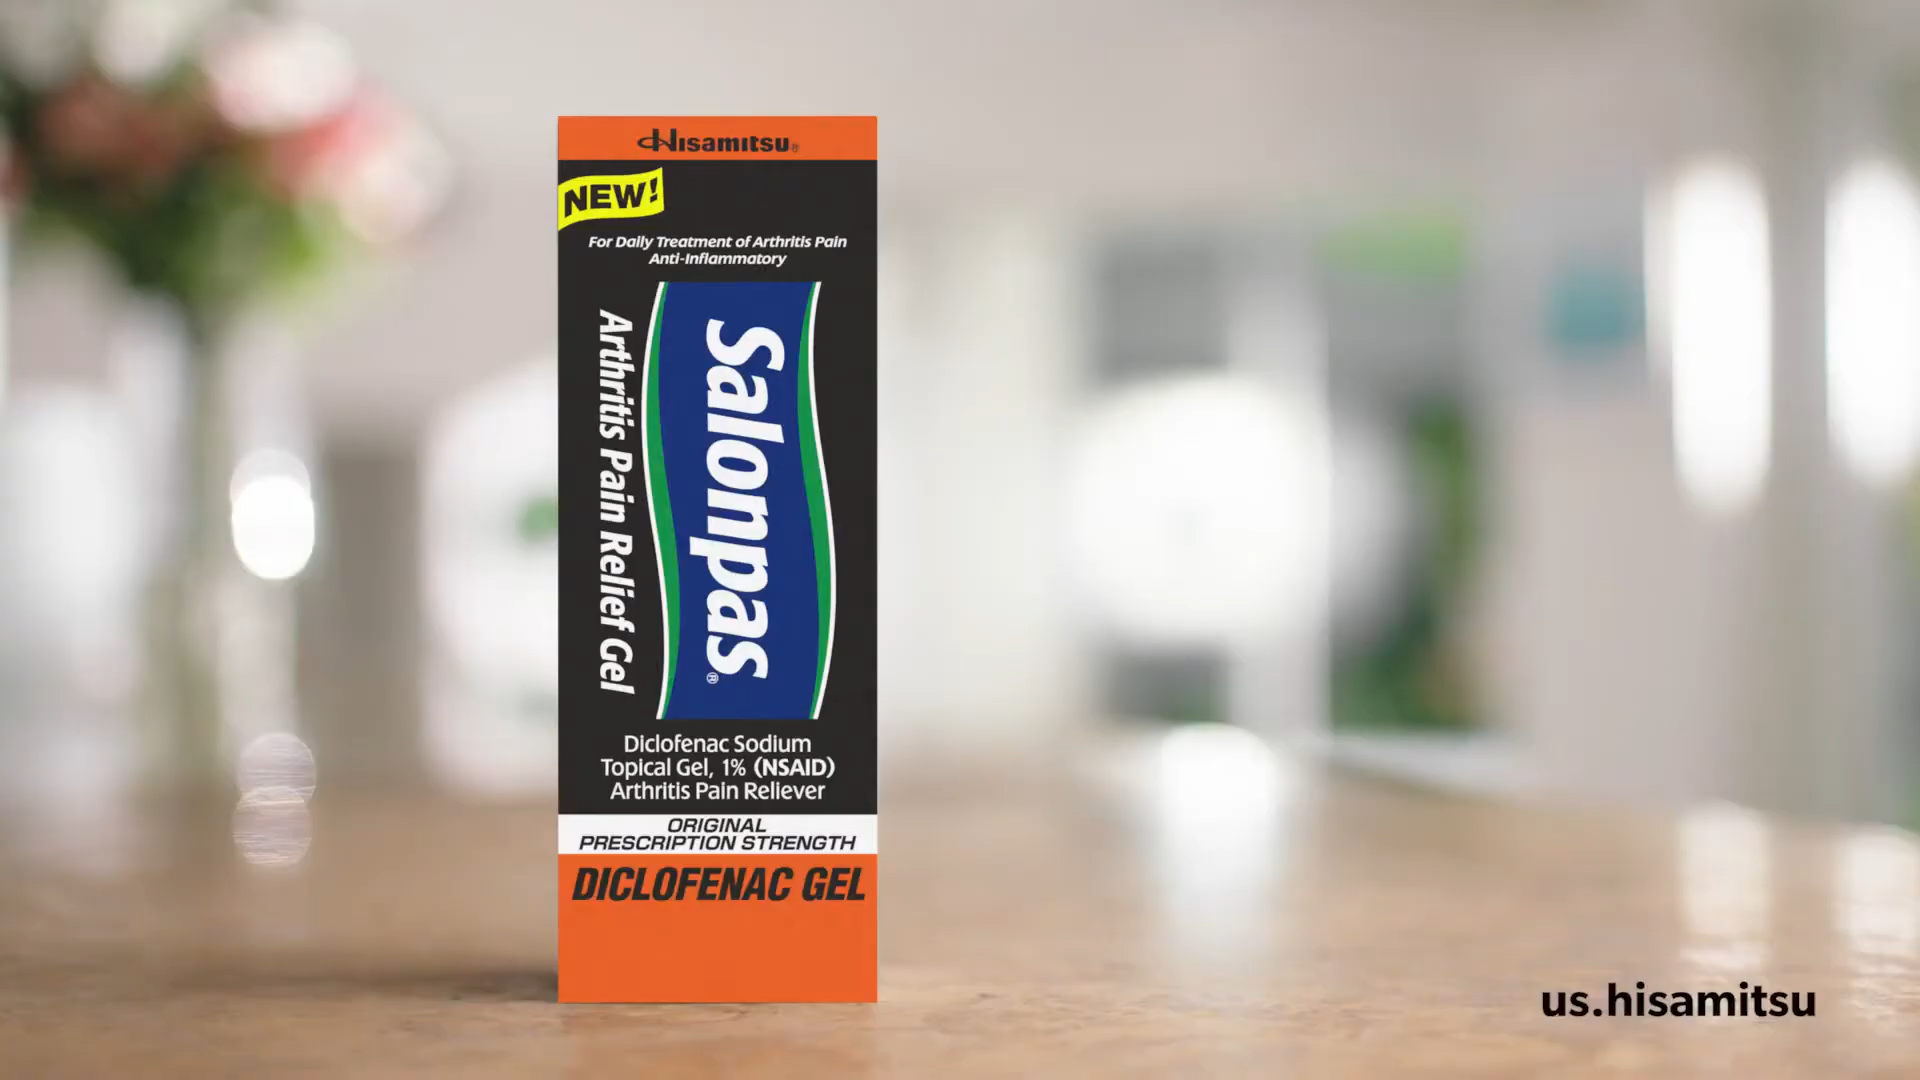 Hisamitsu®
NEW!
For Daily Treatment of Arthritis Pain
Anti-Inflammatory
Salonpas®
Arthritis Pain Relief Gel
Diclofenac Sodium
Topical Gel, 1% (NSAID)
Arthritis Pain Reliever
ORIGINAL
PRESCRIPTION STRENGTH
DICLOFENAC GEL
us.hisamitsu